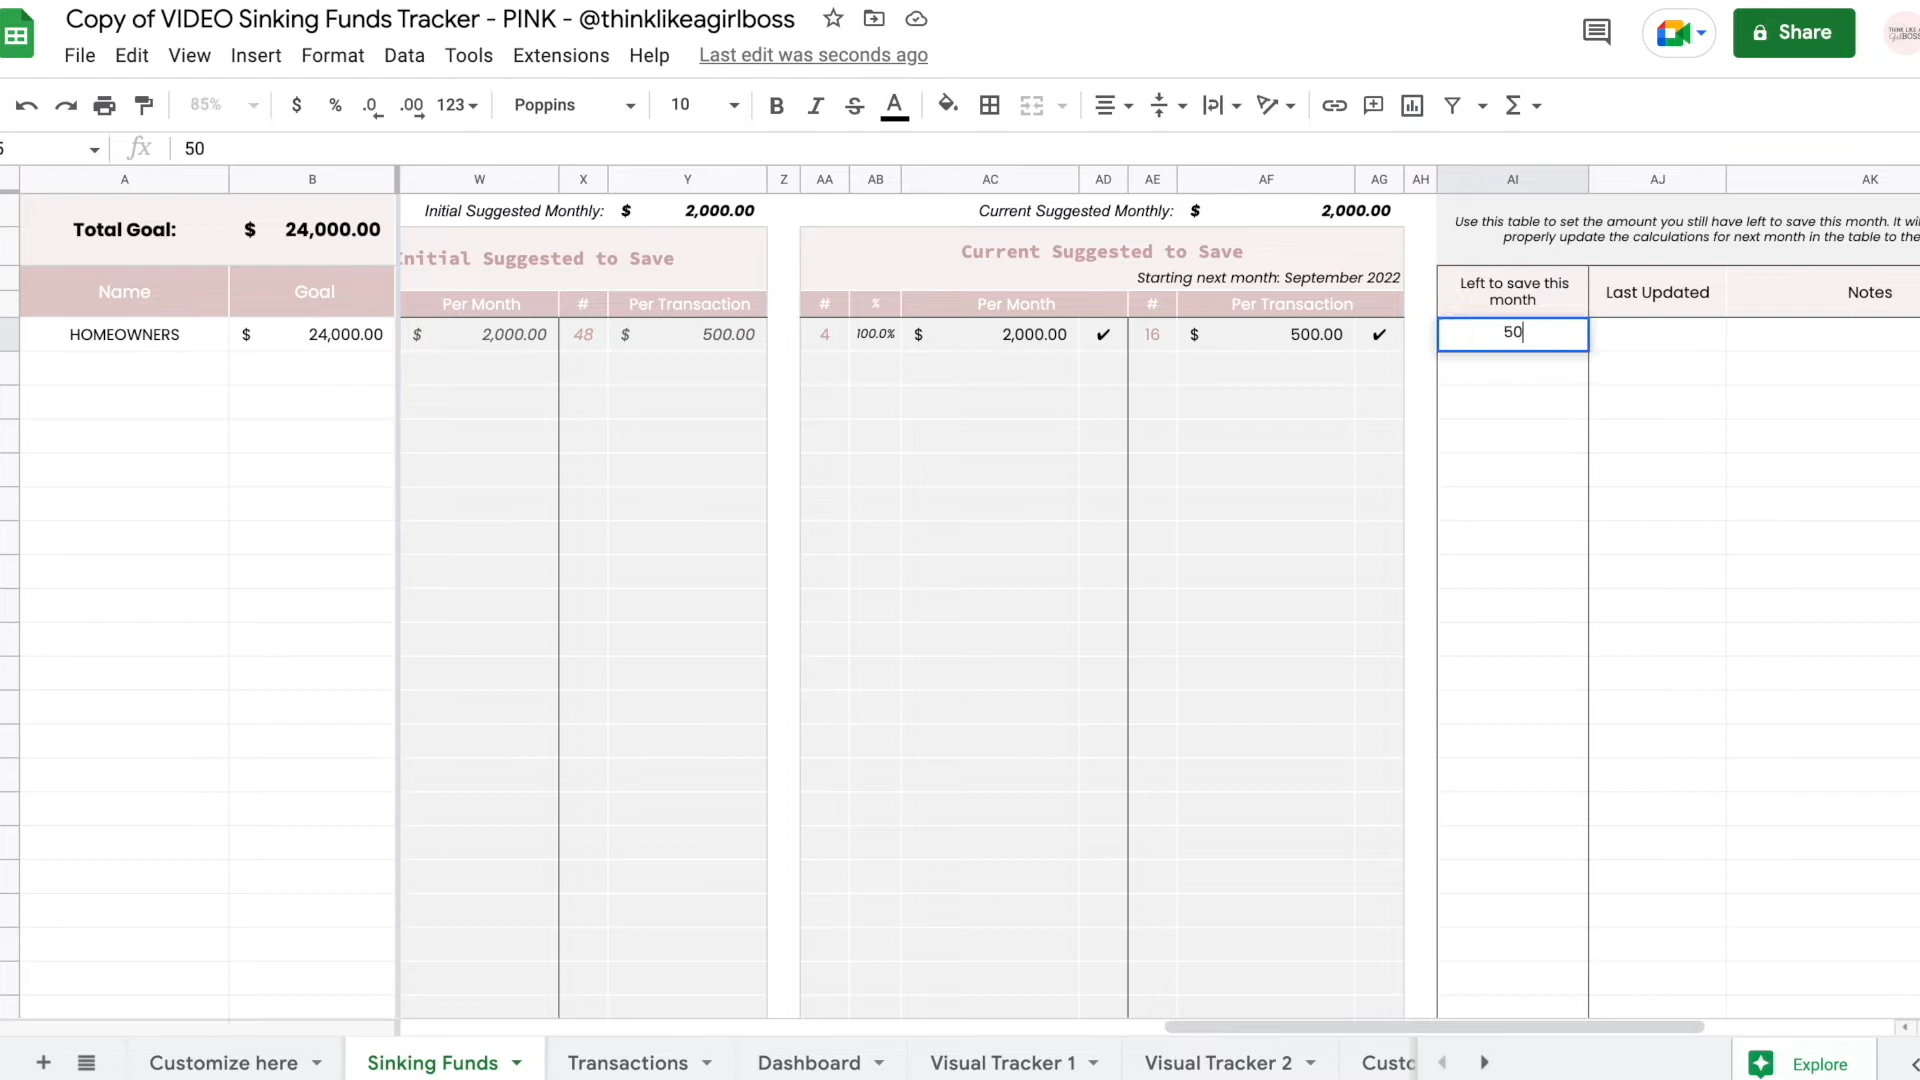 Copy of VIDEO Sinking Funds Tracker - PINK - @thinklikeagirlboss
File Edit View Insert Format Data Tools Extensions Help Last edit was seconds ago
Share
85% $ % .0 .00 123 Poppins 10 B I S A
fx 50
A B W X Y Z AA AB AC AD AE AF AG AH AI AJ AK
Total Goal: $ 24,000.00
Initial Suggested Monthly: $ 2,000.00
Current Suggested Monthly: $ 2,000.00
Use this table to set the amount you still have left to save this month. It wil
properly update the calculations for next month in the table to the
Initial Suggested to Save
Current Suggested to Save
Starting next month: September 2022
Name Goal
Per Month # Per Transaction
# % Per Month # Per Transaction
Left to save this
month
Last Updated
Notes
HOMEOWNERS $ 24,000.00 $ 2,000.00 48 $ 500.00 4 100.0% $ 2,000.00 ✔ 16 $ 500.00 ✔ 50
+ Customize here Sinking Funds Transactions Dashboard Visual Tracker 1 Visual Tracker 2 Custo Explore